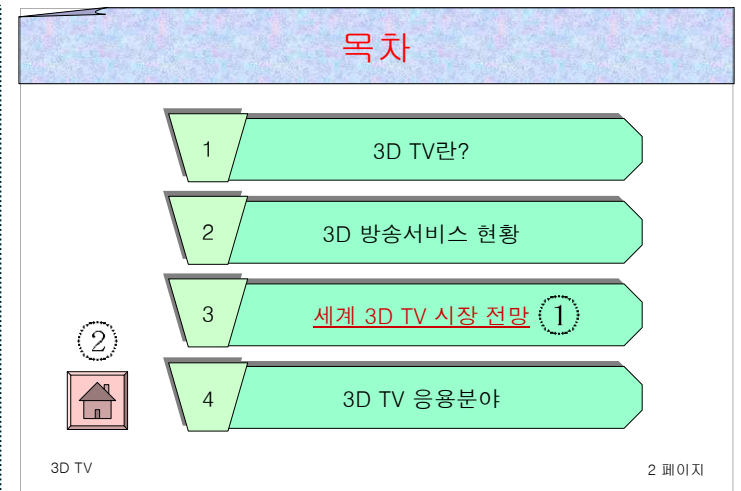 목차
1 3D TV란?
2 3D 방송서비스 현황
3 세계 3D TV 시장 전망 ①
②
4 3D TV 응용분야
3D TV 2 페이지